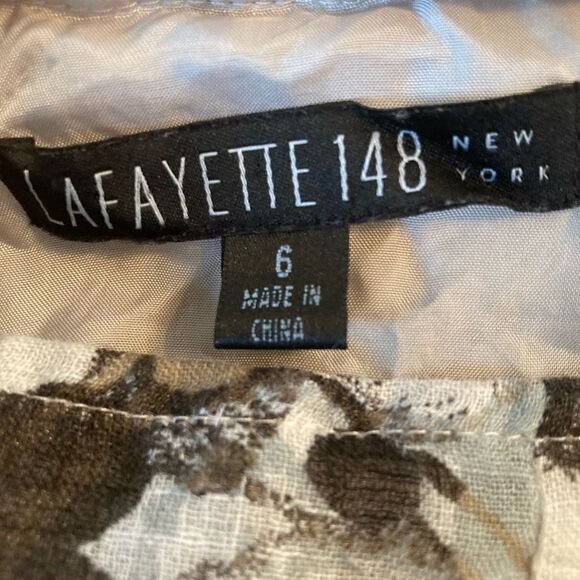 LAFAYETTE 148 NEW YORK
6
MADE IN
CHINA